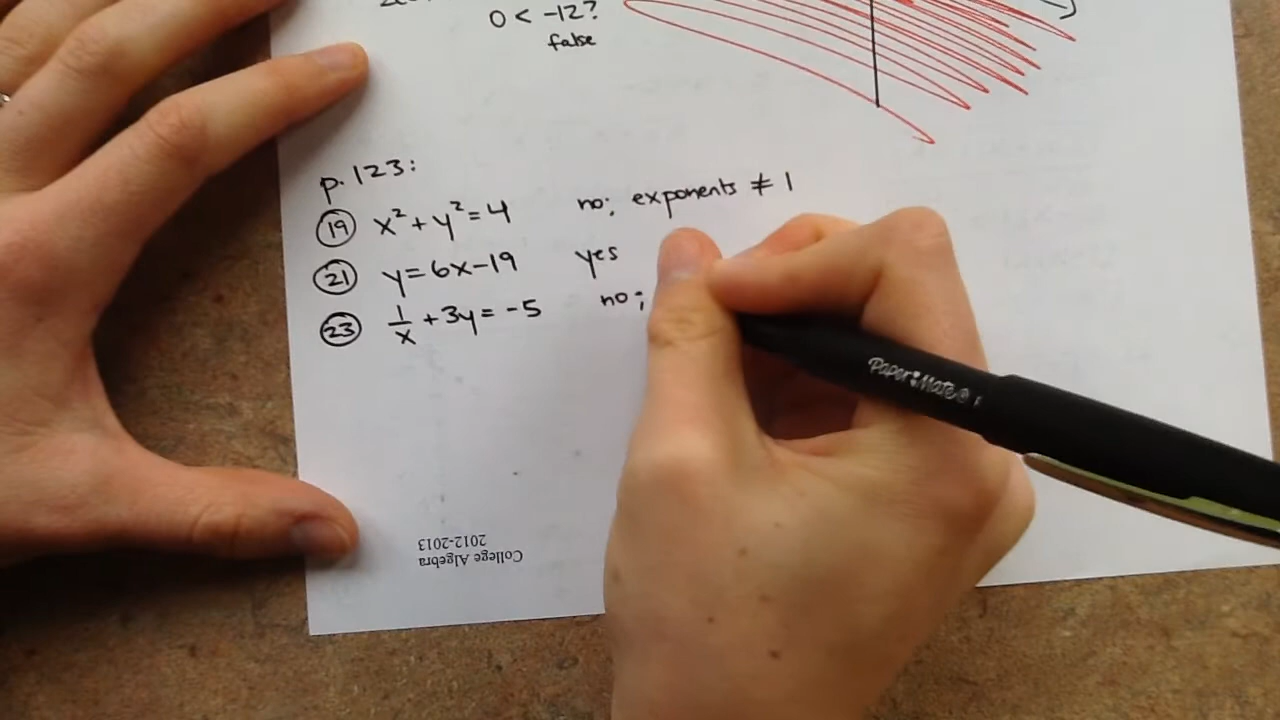 0 < -12?
false
p. 123:
19 x² + y² = 4 no; exponents ≠ 1
21 y = 6x - 19 yes
23 1/x + 3y = -5 no;
Paper Mate
College Algebra
2012-2013